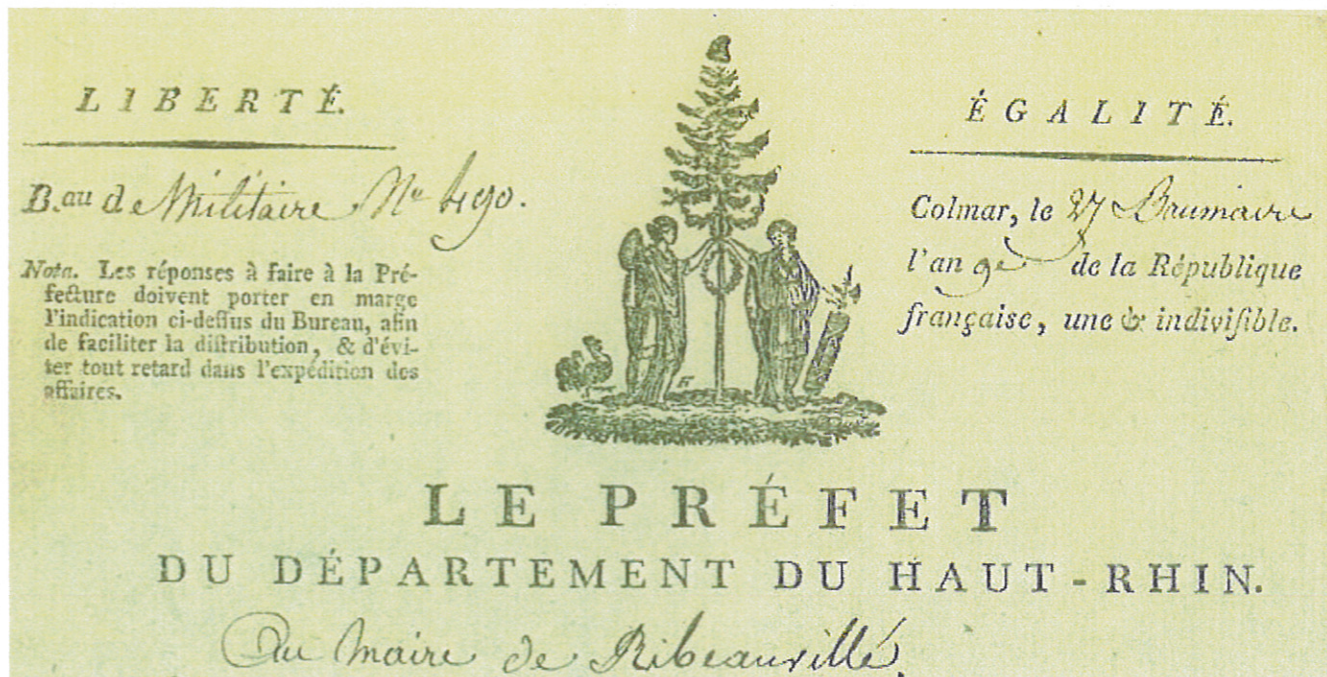 LIBERTÉ.
ÉGALITÉ.
B.au de Militaire N° 490.
Nota. Les réponses à faire à la Pré-
fecture doivent porter en marge
l'indication ci-deſſus du Bureau, afin
de faciliter la diſtribution, & d'évi-
ter tout retard dans l'expédition des
affaires.
Colmar, le 27 Brumaire
l'an 9e de la République
françaiſe, une & indiviſible.
LE PRÉFET
DU DÉPARTEMENT DU HAUT-RHIN.
Au Maire de Ribeauvillé,